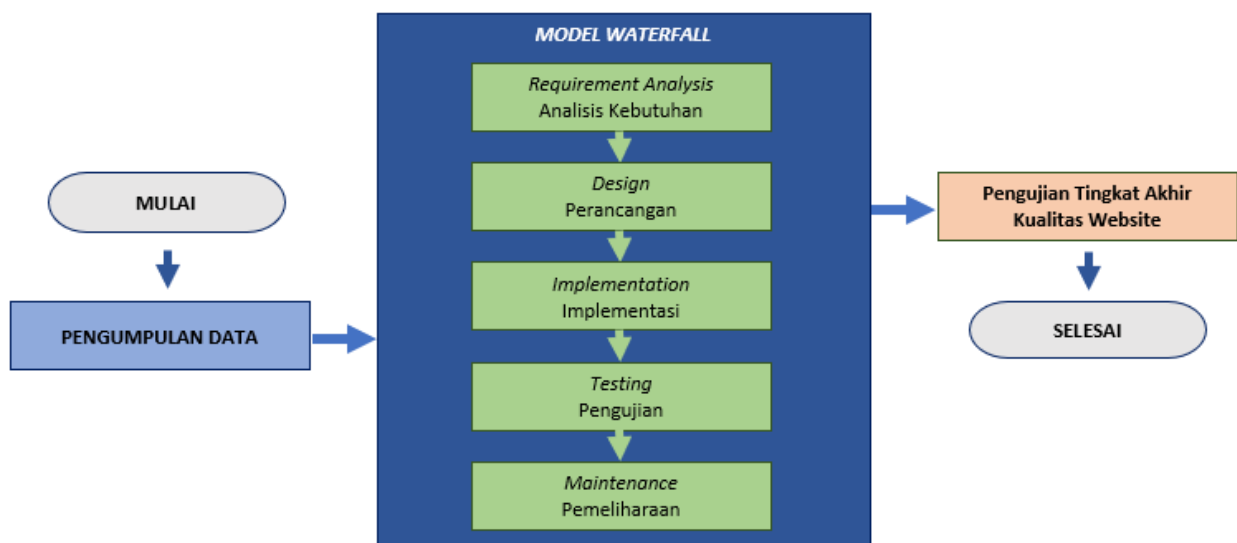 MULAI
PENGUMPULAN DATA
MODEL WATERFALL
Requirement Analysis
Analisis Kebutuhan
Design
Perancangan
Implementation
Implementasi
Testing
Pengujian
Maintenance
Pemeliharaan
Pengujian Tingkat Akhir
Kualitas Website
SELESAI